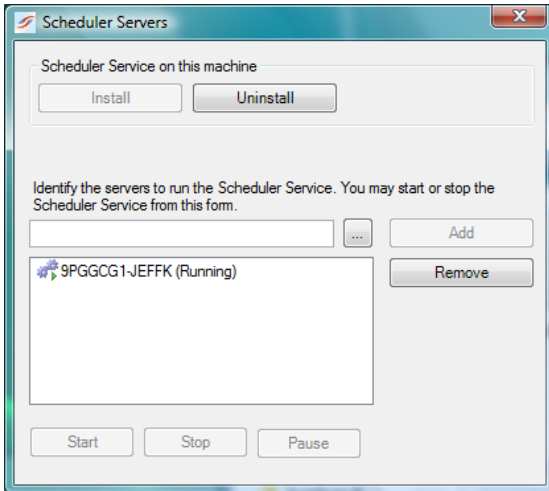 Scheduler Servers
Scheduler Service on this machine
Install
Uninstall
Identify the servers to run the Scheduler Service. You may start or stop the
Scheduler Service from this form.
...
Add
9PGGCG1-JEFFK (Running)
Remove
Start
Stop
Pause